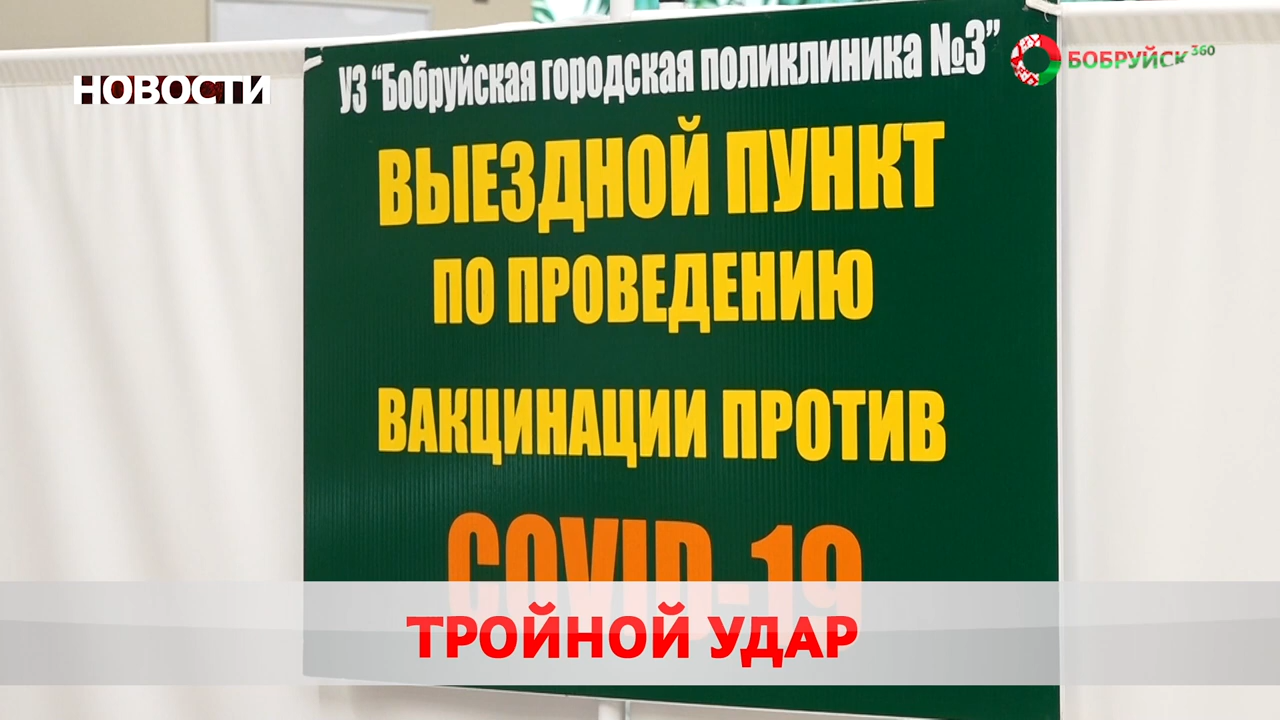 НОВОСТИ
БОБРУЙСК 360
УЗ “Бобруйская городская поликлиника №3”
ВЫЕЗДНОЙ ПУНКТ
ПО ПРОВЕДЕНИЮ
ВАКЦИНАЦИИ ПРОТИВ
COVID-19
ТРОЙНОЙ УДАР